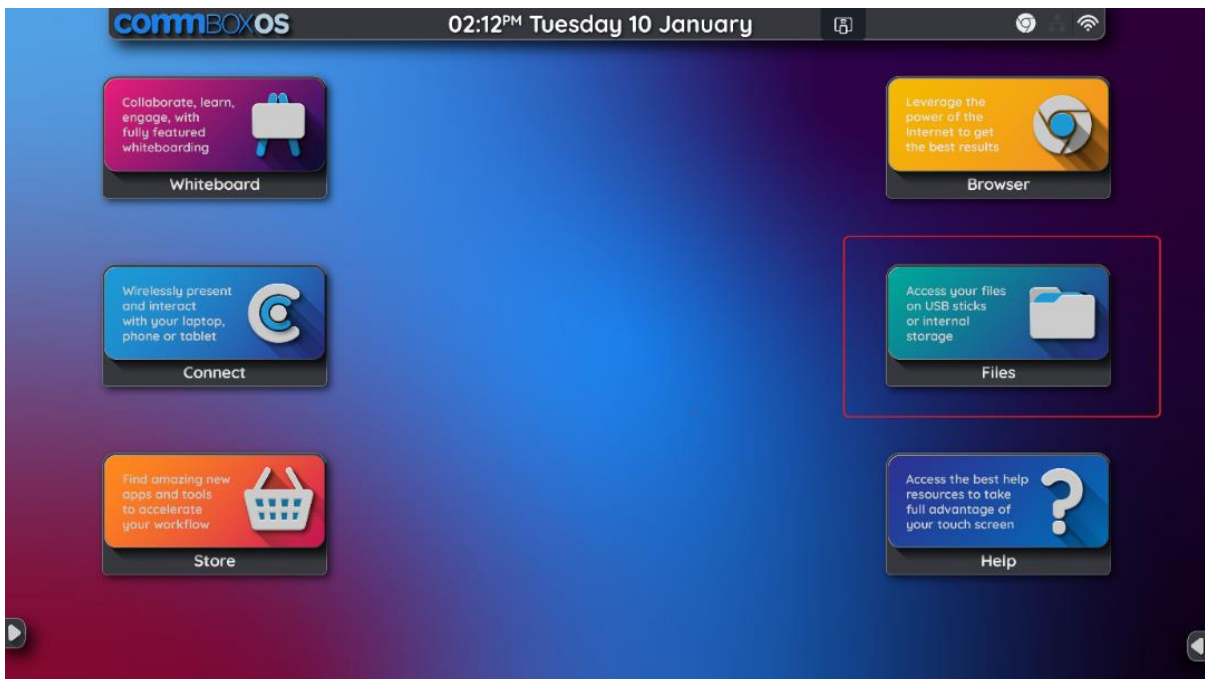 commBOXOS
02:12PM Tuesday 10 January
Collaborate, learn,
engage, with
fully featured
whiteboarding
Whiteboard
Leverage the
power of the
internet to get
the best results
Browser
Wirelessly present
and interact
with your laptop,
phone or tablet
Connect
Access your files
on USB sticks
or internal
storage
Files
Find amazing new
apps and tools
to accelerate
your workflow
Store
Access the best help
resources to take
full advantage of
your touch screen
Help